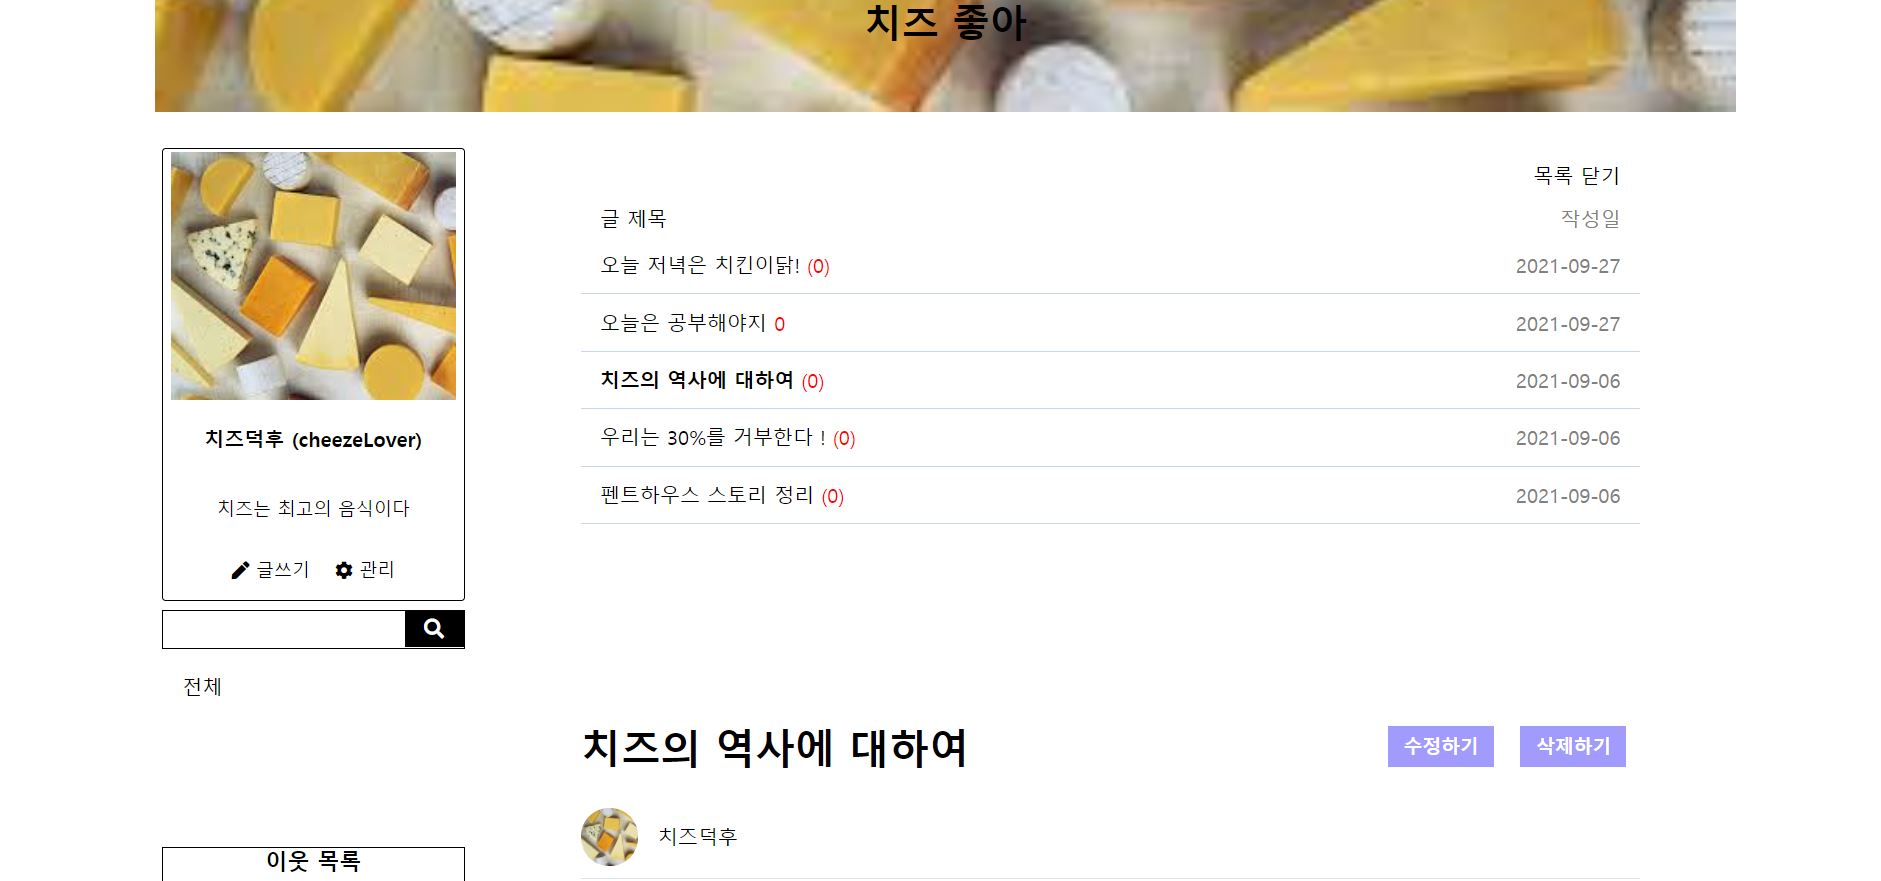 치즈 좋아
치즈덕후 (cheezeLover)
치즈는 최고의 음식이다
글쓰기 관리
전체
이웃 목록
목록 닫기
글 제목 작성일
오늘 저녁은 치킨이닭! (0) 2021-09-27
오늘은 공부해야지 0 2021-09-27
치즈의 역사에 대하여 (0) 2021-09-06
우리는 30%를 거부한다 ! (0) 2021-09-06
펜트하우스 스토리 정리 (0) 2021-09-06
치즈의 역사에 대하여 수정하기 삭제하기
치즈덕후